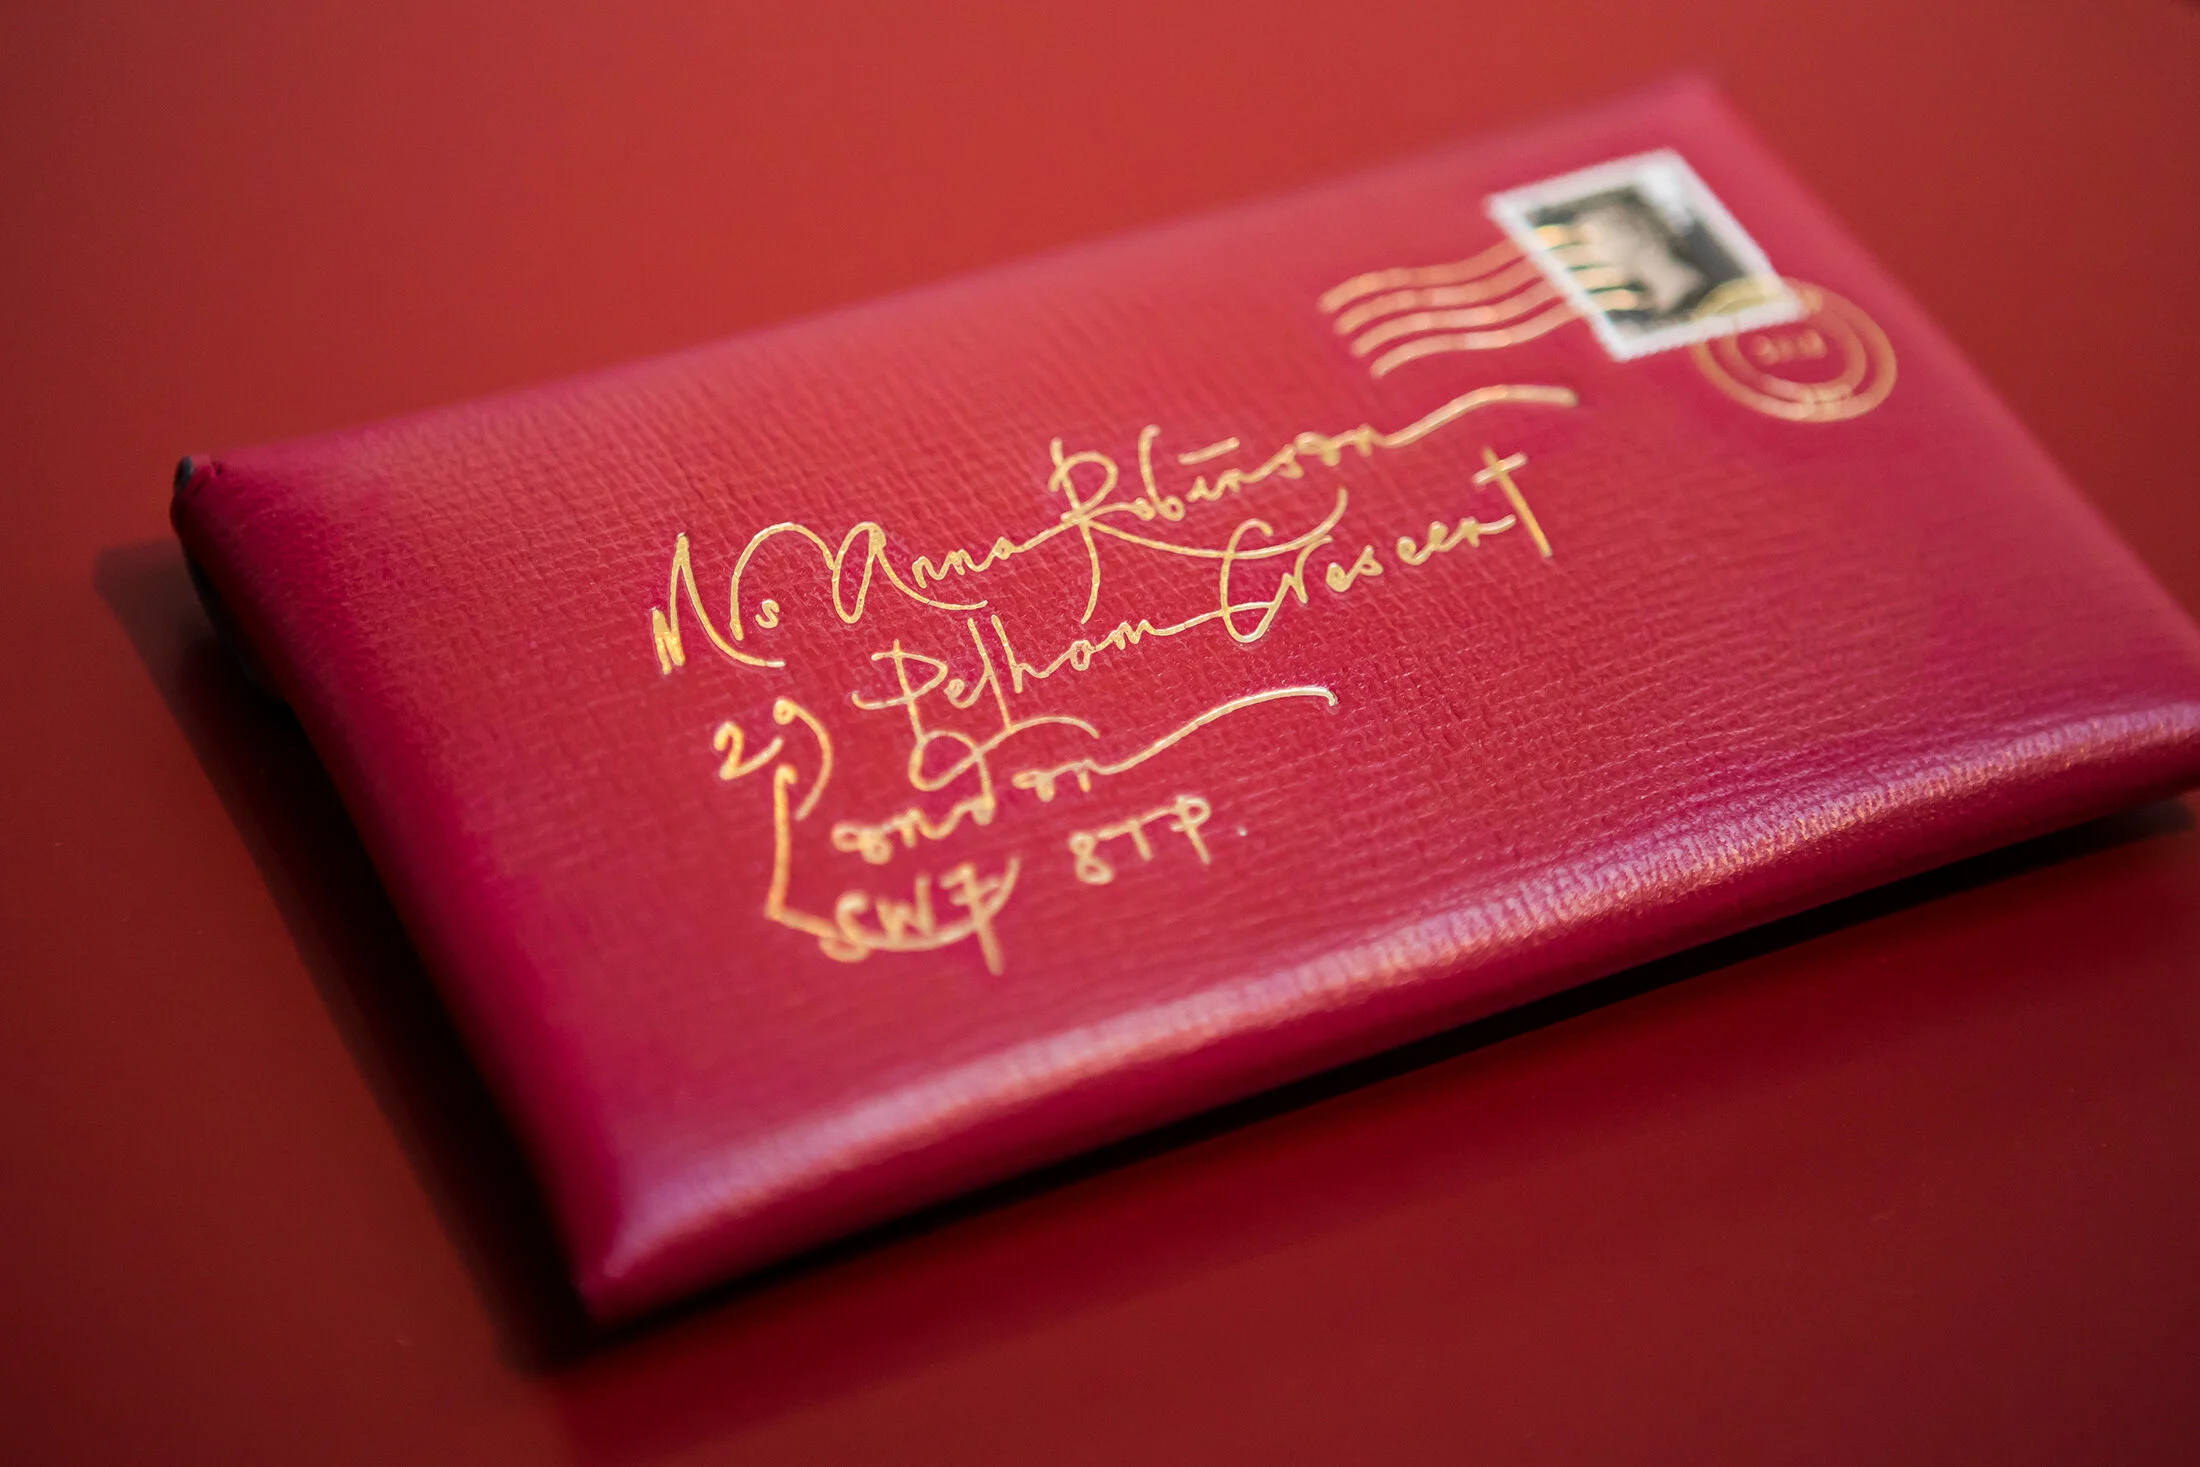 Ms Anna Robinson
29 Pelham Crescent
London
SW7 8TP